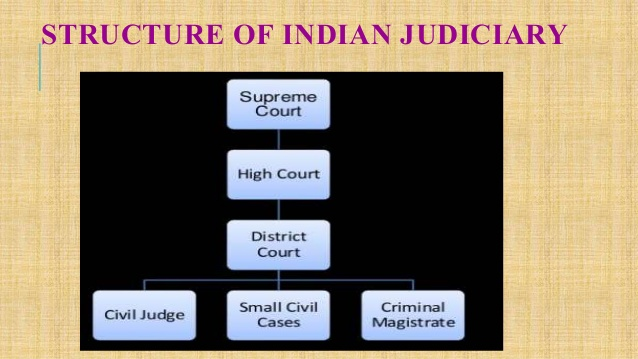 STRUCTURE OF INDIAN JUDICIARY
Supreme
Court
High Court
District
Court
Civil Judge
Small Civil
Cases
Criminal
Magistrate